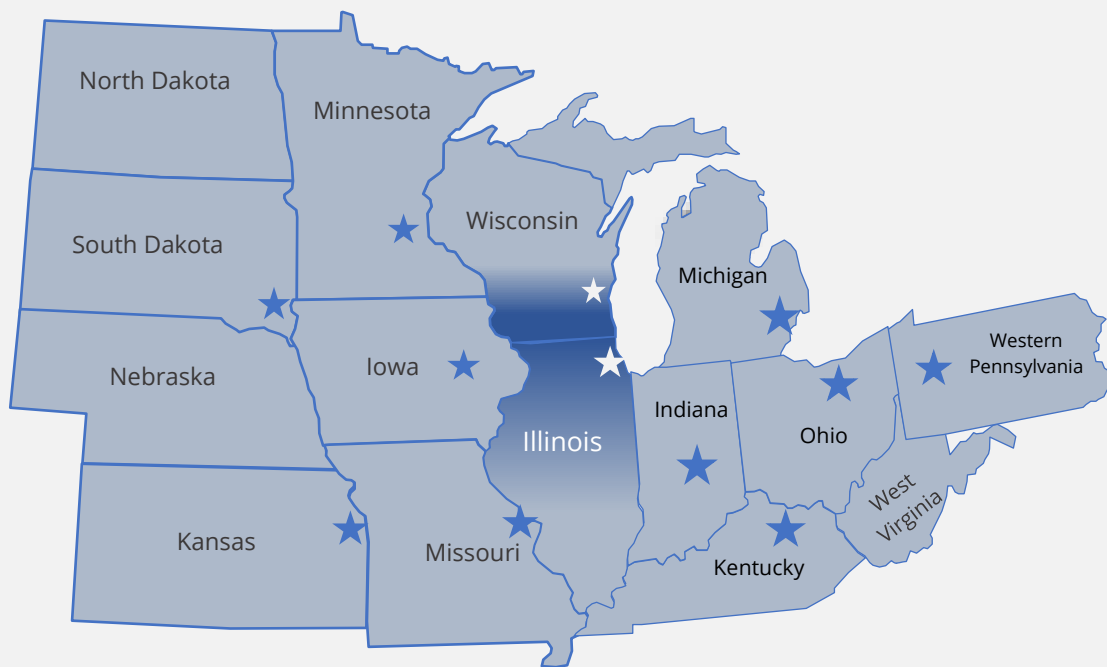 North Dakota
Minnesota
South Dakota
Wisconsin
Michigan
Western
Pennsylvania
Nebraska
Iowa
Indiana
Ohio
Illinois
West
Virginia
Kansas
Missouri
Kentucky